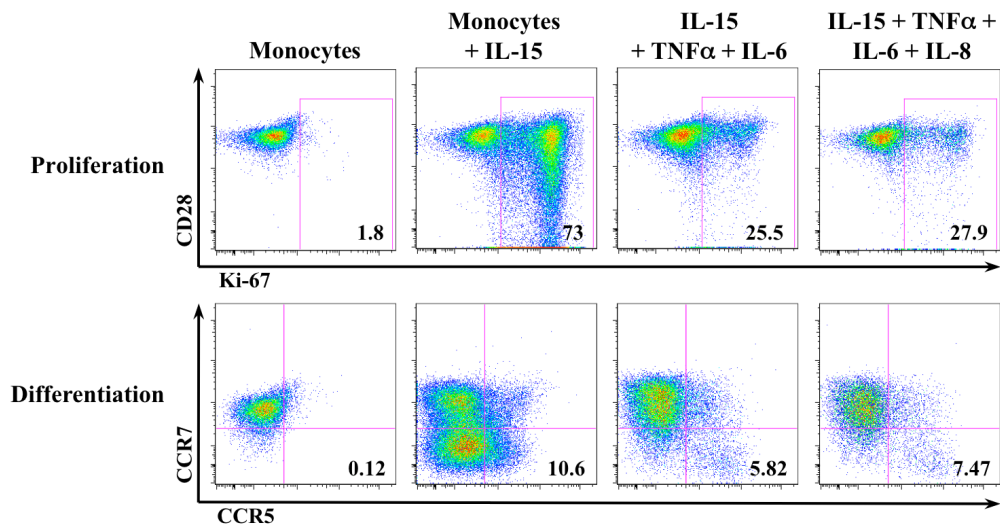 Monocytes
Monocytes
+ IL-15
IL-15
+ TNFα + IL-6
IL-15 + TNFα +
IL-6 + IL-8
Proliferation
CD28
1.8
73
25.5
27.9
Ki-67
Differentiation
CCR7
0.12
10.6
5.82
7.47
CCR5